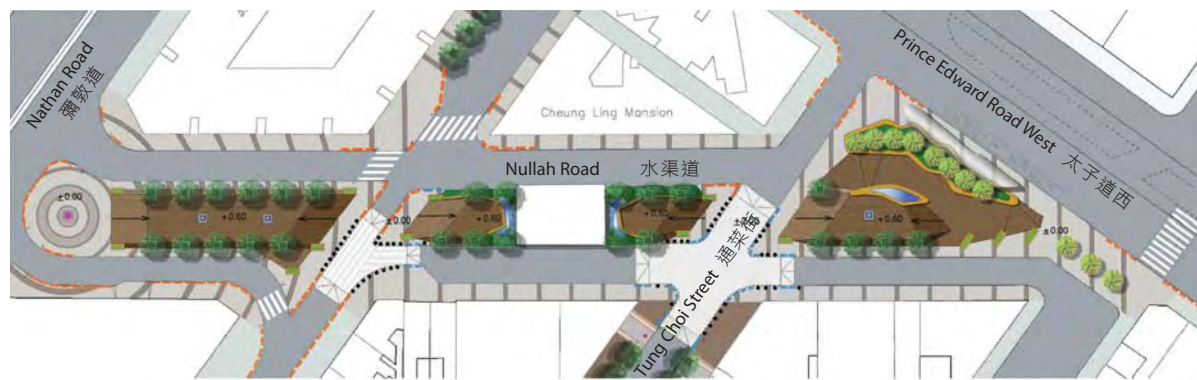 Nathan Road
彌敦道
Cheung Ling Mansion
Nullah Road 水渠道
Prince Edward Road West 太子道西
Tung Choi Street 通菜街
±0.00
+0.60
±0.00
+0.60
+0.60
+0.60
±0.00